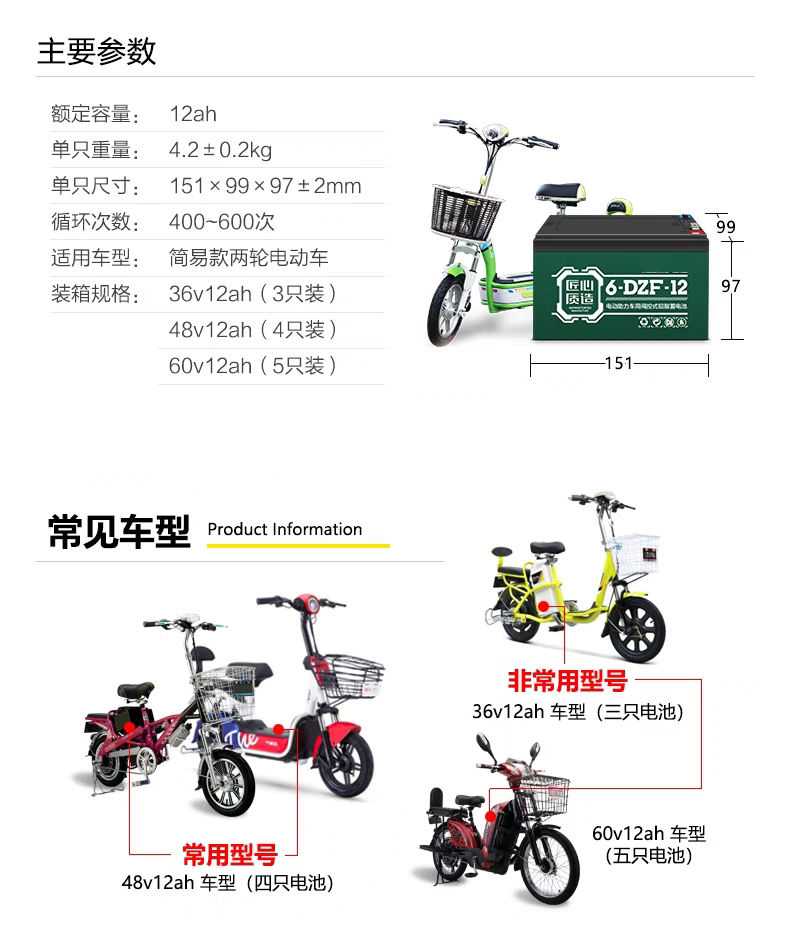 主要参数
额定容量： 12ah
单只重量： 4.2±0.2kg
单只尺寸： 151×99×97±2mm
循环次数： 400~600次
适用车型： 简易款两轮电动车
装箱规格： 36v12ah（3只装）
48v12ah（4只装）
60v12ah（5只装）
99
97
匠心
质造
6-DZF-12
电动助力车用阀控式铅酸蓄电池
151
常见车型 Product Information
非常用型号
36v12ah 车型（三只电池）
60v12ah 车型
（五只电池）
常用型号
48v12ah 车型（四只电池）